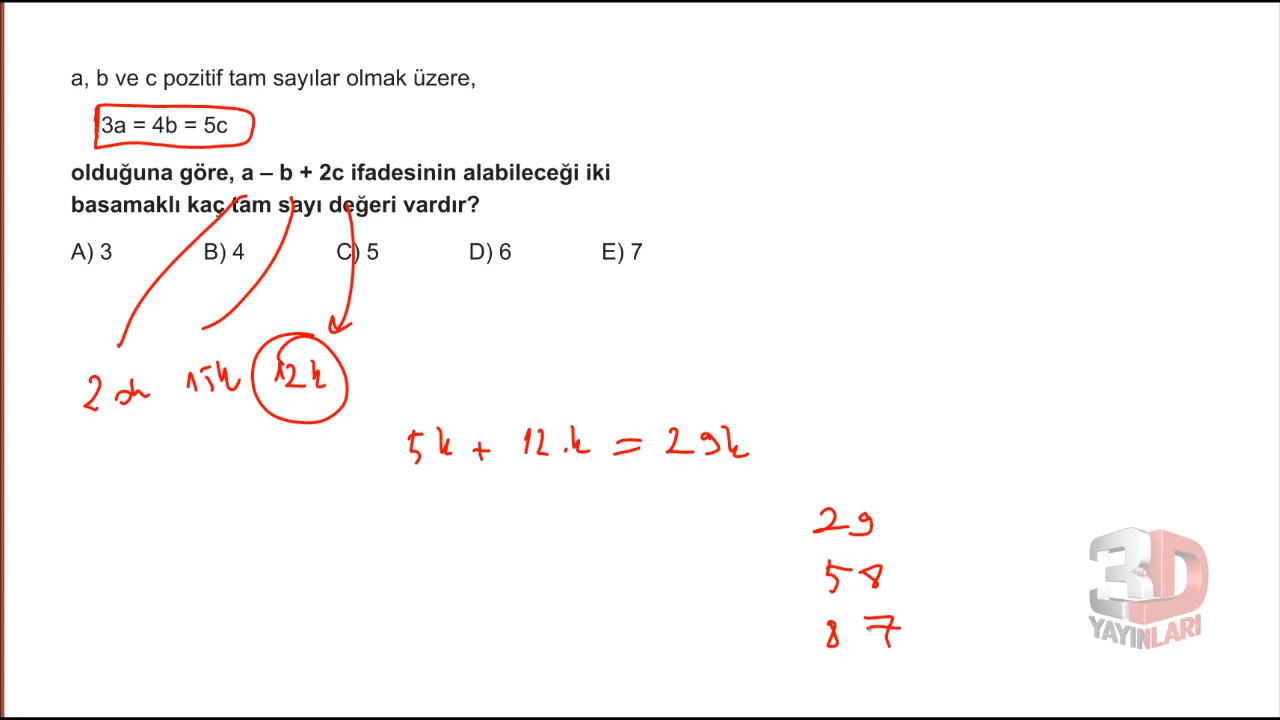 a, b ve c pozitif tam sayılar olmak üzere,
3a = 4b = 5c
olduğuna göre, a – b + 2c ifadesinin alabileceği iki
basamaklı kaç tam sayı değeri vardır?
A) 3 B) 4 C) 5 D) 6 E) 7
20k 15k 12k
5k + 12.k = 29k
29
58
87
3D
YAYINLARI